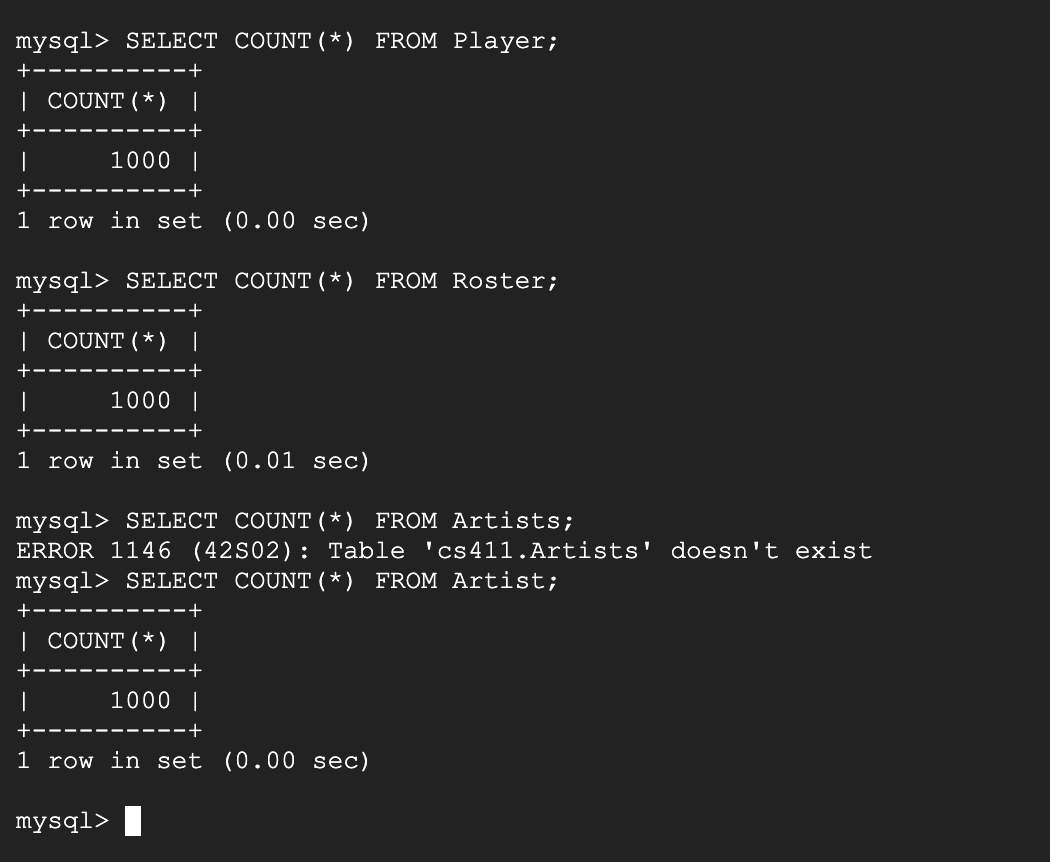 mysql> SELECT COUNT(*) FROM Player;
+----------+
| COUNT(*) |
+----------+
|     1000 |
+----------+
1 row in set (0.00 sec)

mysql> SELECT COUNT(*) FROM Roster;
+----------+
| COUNT(*) |
+----------+
|     1000 |
+----------+
1 row in set (0.01 sec)

mysql> SELECT COUNT(*) FROM Artists;
ERROR 1146 (42S02): Table 'cs411.Artists' doesn't exist
mysql> SELECT COUNT(*) FROM Artist;
+----------+
| COUNT(*) |
+----------+
|     1000 |
+----------+
1 row in set (0.00 sec)

mysql>